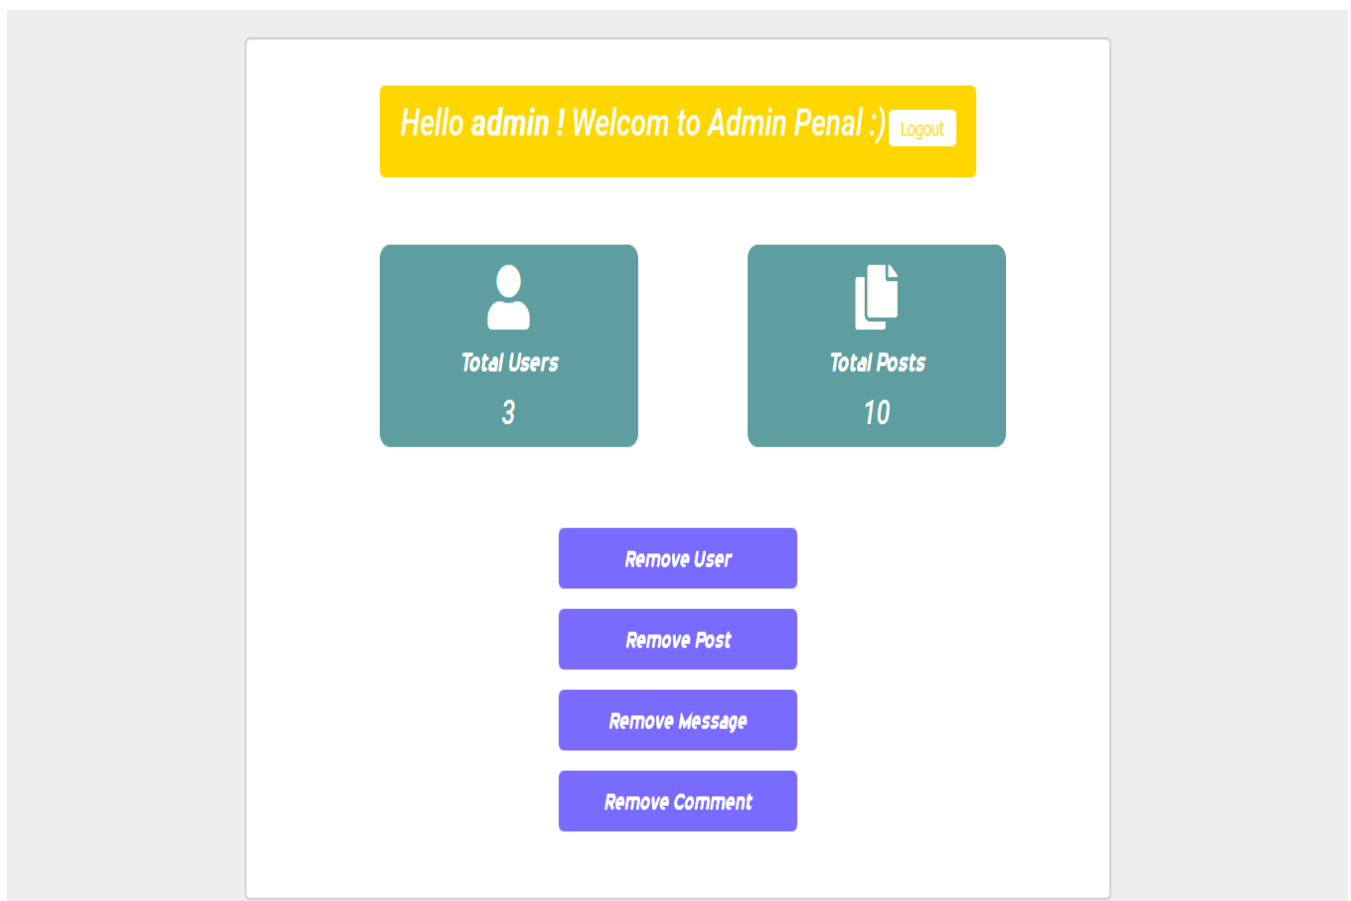 Hello admin ! Welcom to Admin Penal :) Logout
Total Users
3
Total Posts
10
Remove User
Remove Post
Remove Message
Remove Comment